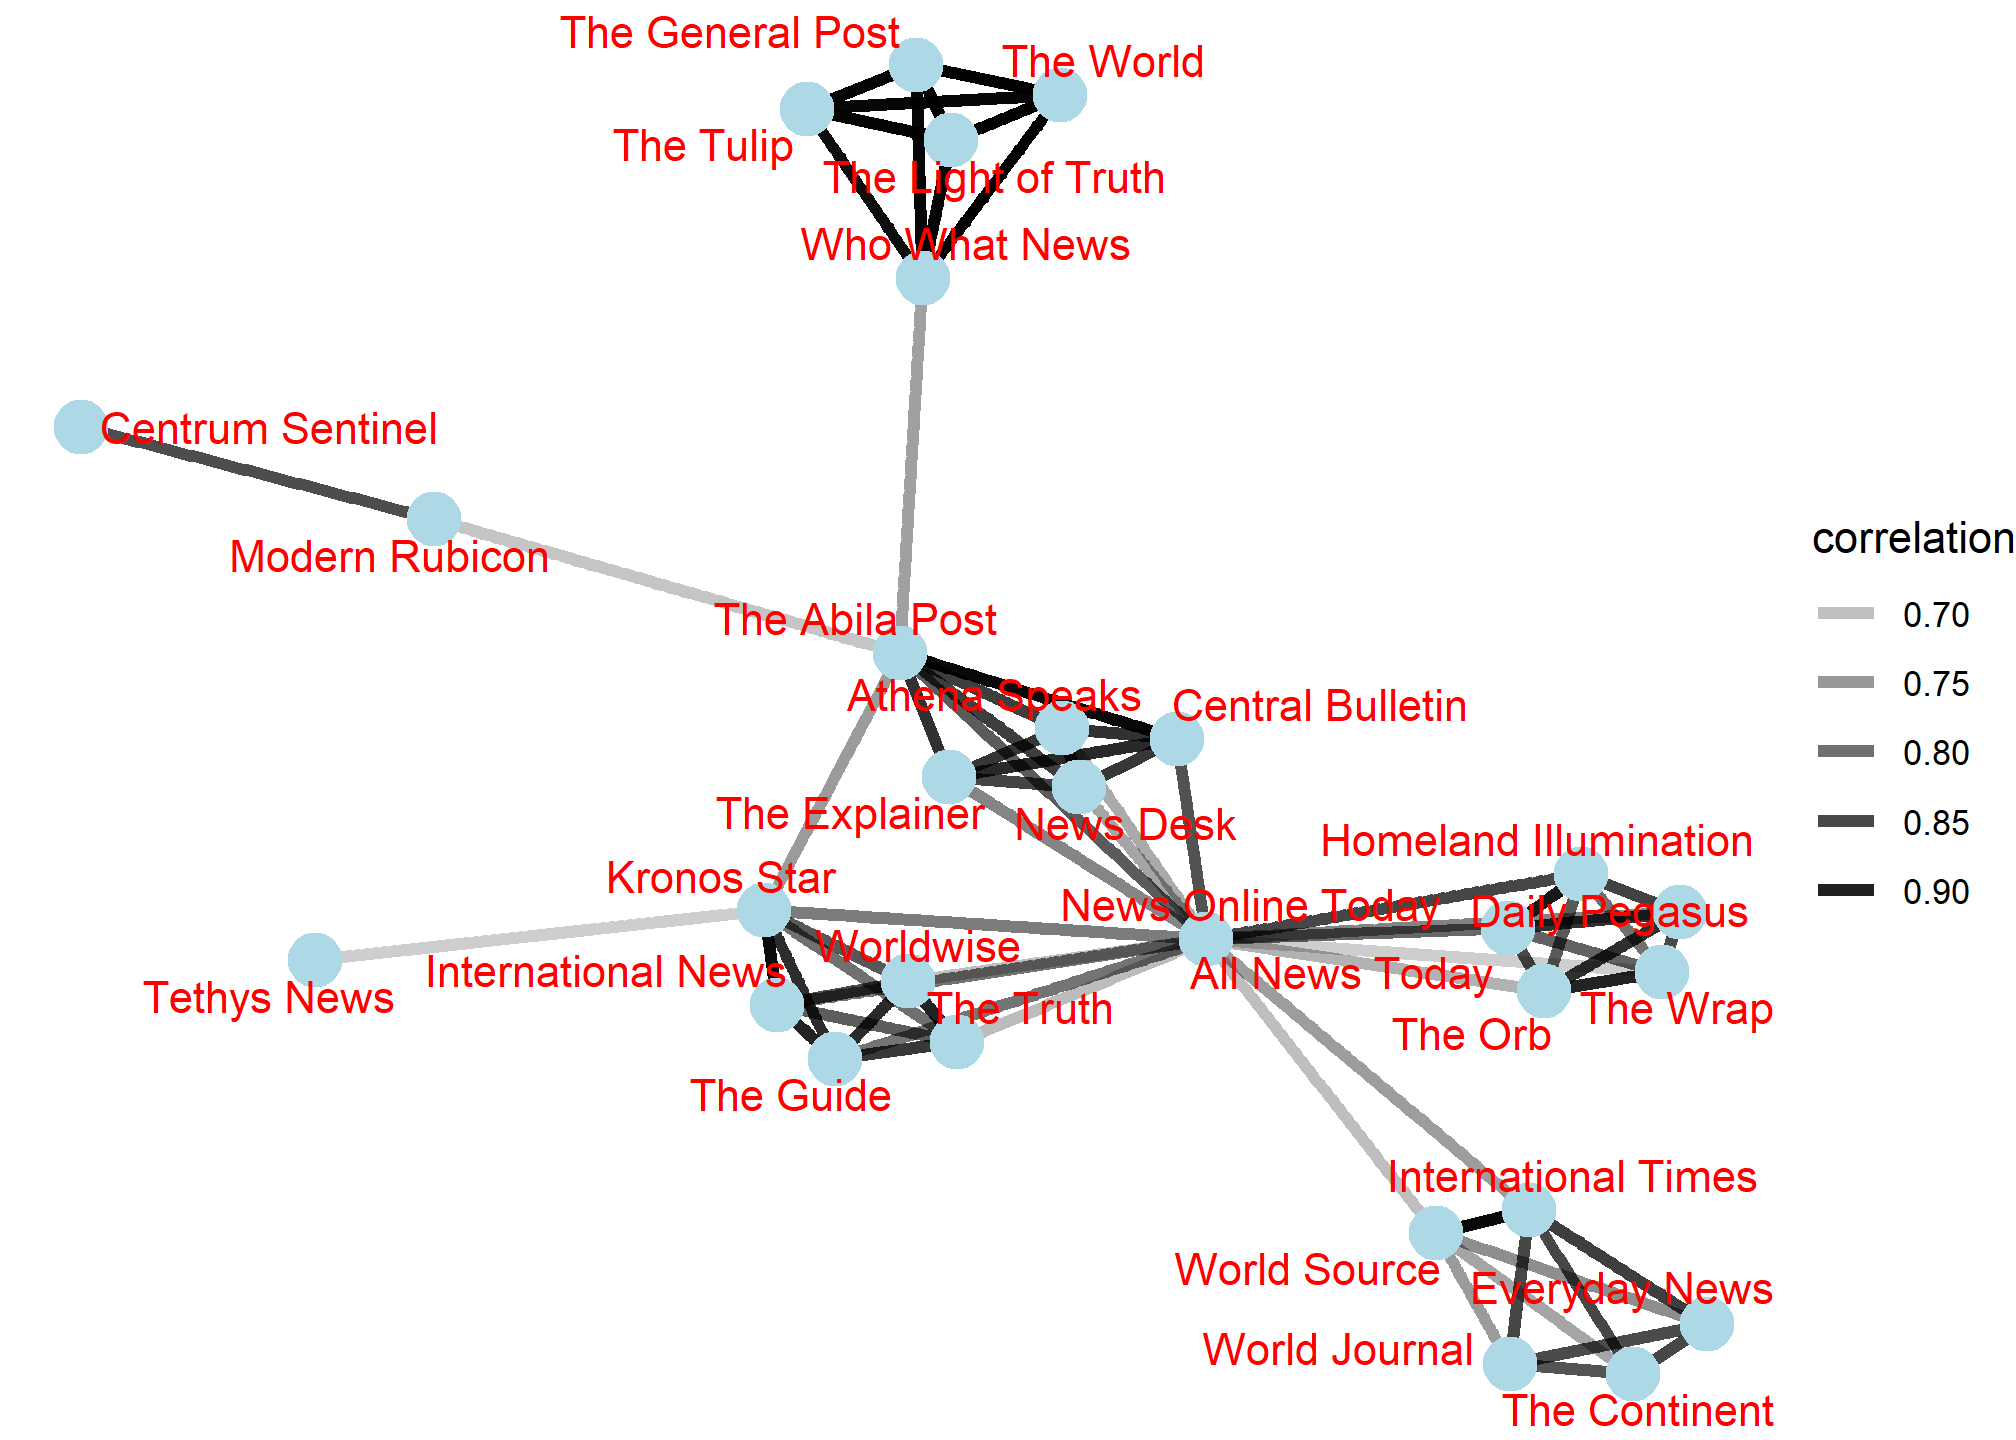 The General Post
The World
The Tulip
The Light of Truth
Who What News
Centrum Sentinel
Modern Rubicon
The Abila Post
Athena Speaks
Central Bulletin
The Explainer
News Desk
Kronos Star
Homeland Illumination
News Online Today
Daily Pegasus
Worldwise
International News
All News Today
Tethys News
The Truth
The Wrap
The Orb
The Guide
International Times
World Source
Everyday News
World Journal
The Continent
correlation
0.70
0.75
0.80
0.85
0.90